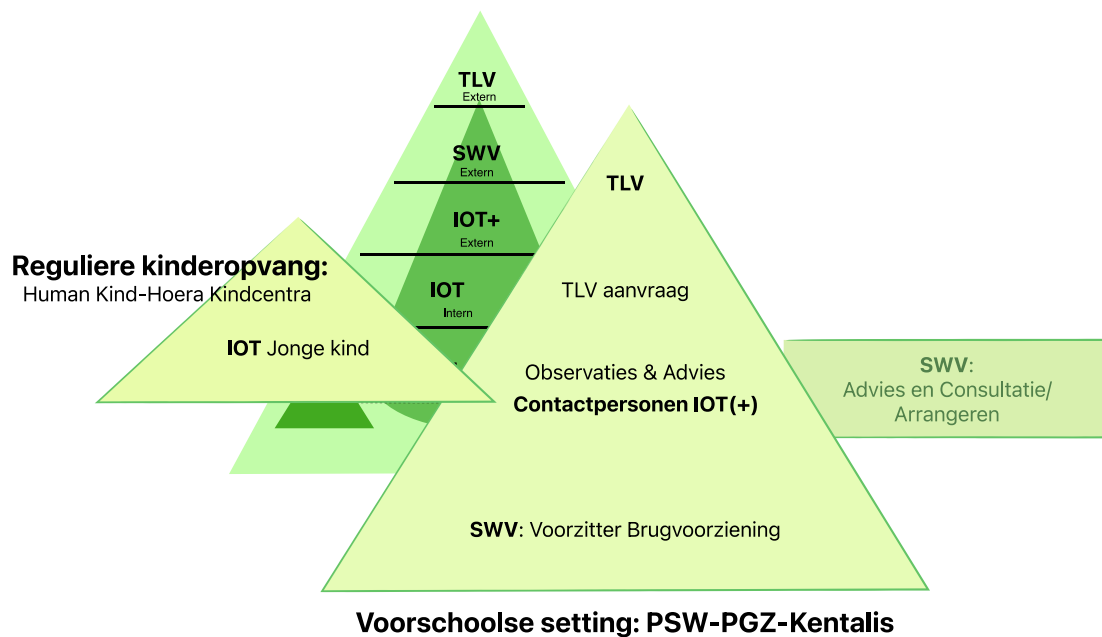 TLV
Extern
SWV
Extern
IOT+
Extern
IOT
Intern
Reguliere kinderopvang:
Human Kind-Hoera Kindcentra
IOT Jonge kind
TLV
TLV aanvraag
Observaties & Advies
Contactpersonen IOT(+)
SWV: Voorzitter Brugvoorziening
SWV:
Advies en Consultatie/
Arrangeren
Voorschoolse setting: PSW-PGZ-Kentalis